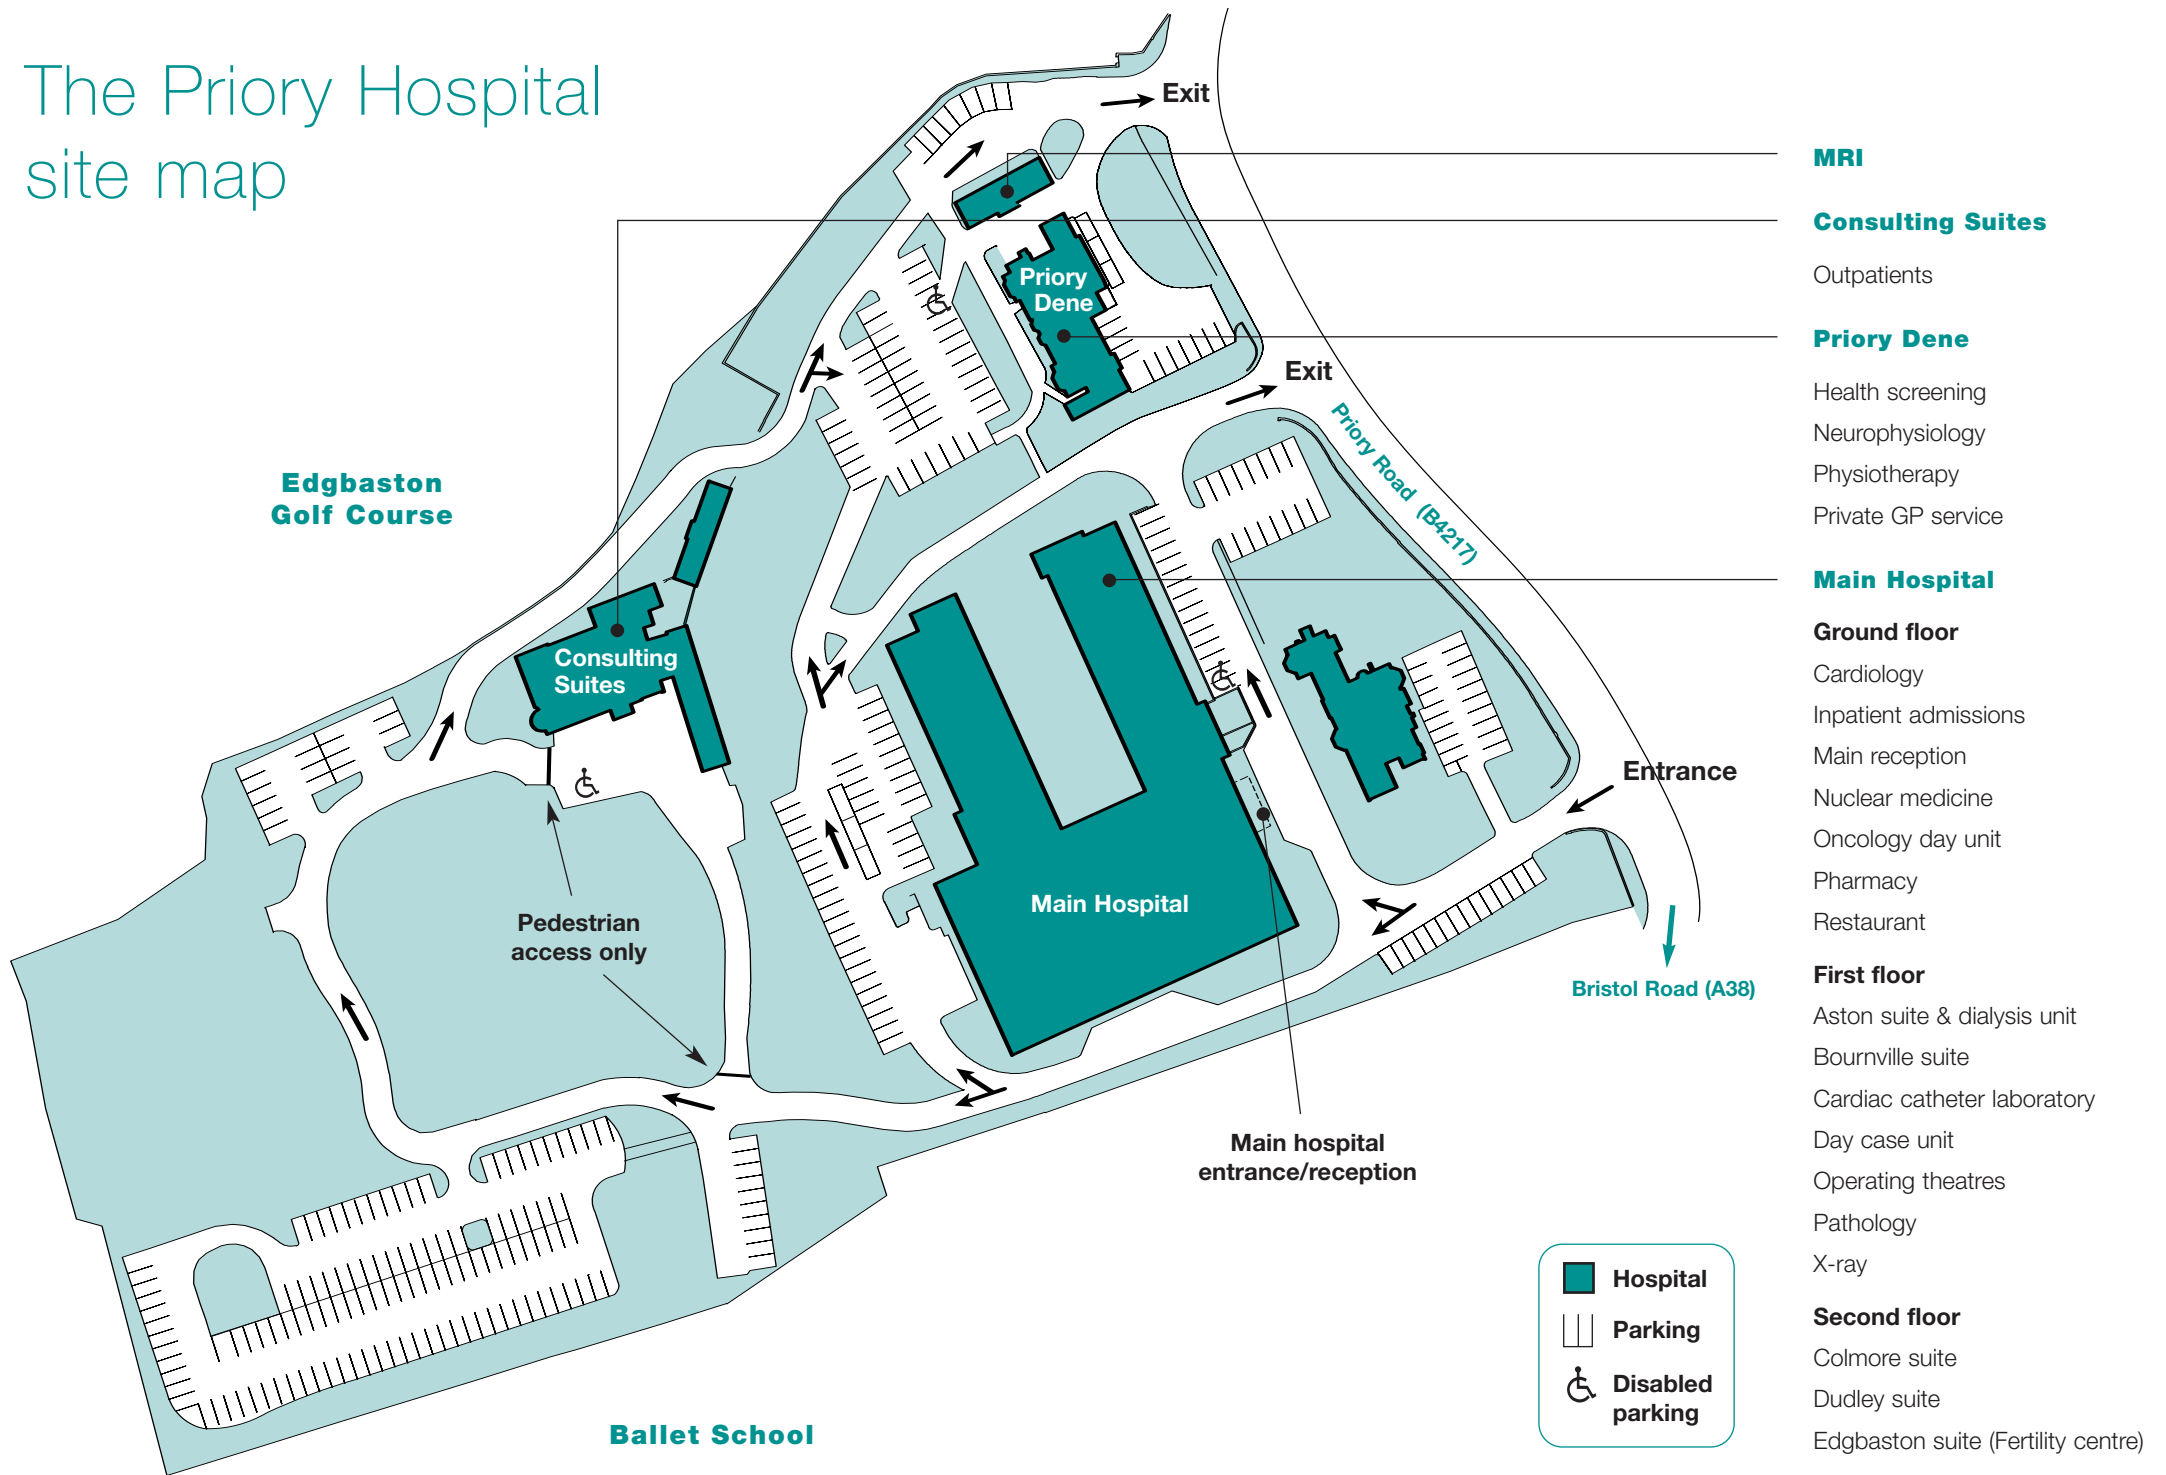 The Priory Hospital
site map
Exit
MRI
Consulting Suites
Outpatients
Priory
Dene
Priory Dene
Health screening
Neurophysiology
Physiotherapy
Private GP service
Exit
Priory Road (B4217)
Edgbaston
Golf Course
Main Hospital
Ground floor
Cardiology
Inpatient admissions
Main reception
Nuclear medicine
Oncology day unit
Pharmacy
Restaurant
First floor
Aston suite & dialysis unit
Bournville suite
Cardiac catheter laboratory
Day case unit
Operating theatres
Pathology
X-ray
Second floor
Colmore suite
Dudley suite
Edgbaston suite (Fertility centre)
Consulting
Suites
Entrance
Main Hospital
Pedestrian
access only
Bristol Road (A38)
Main hospital
entrance/reception
Hospital
Parking
Disabled
parking
Ballet School